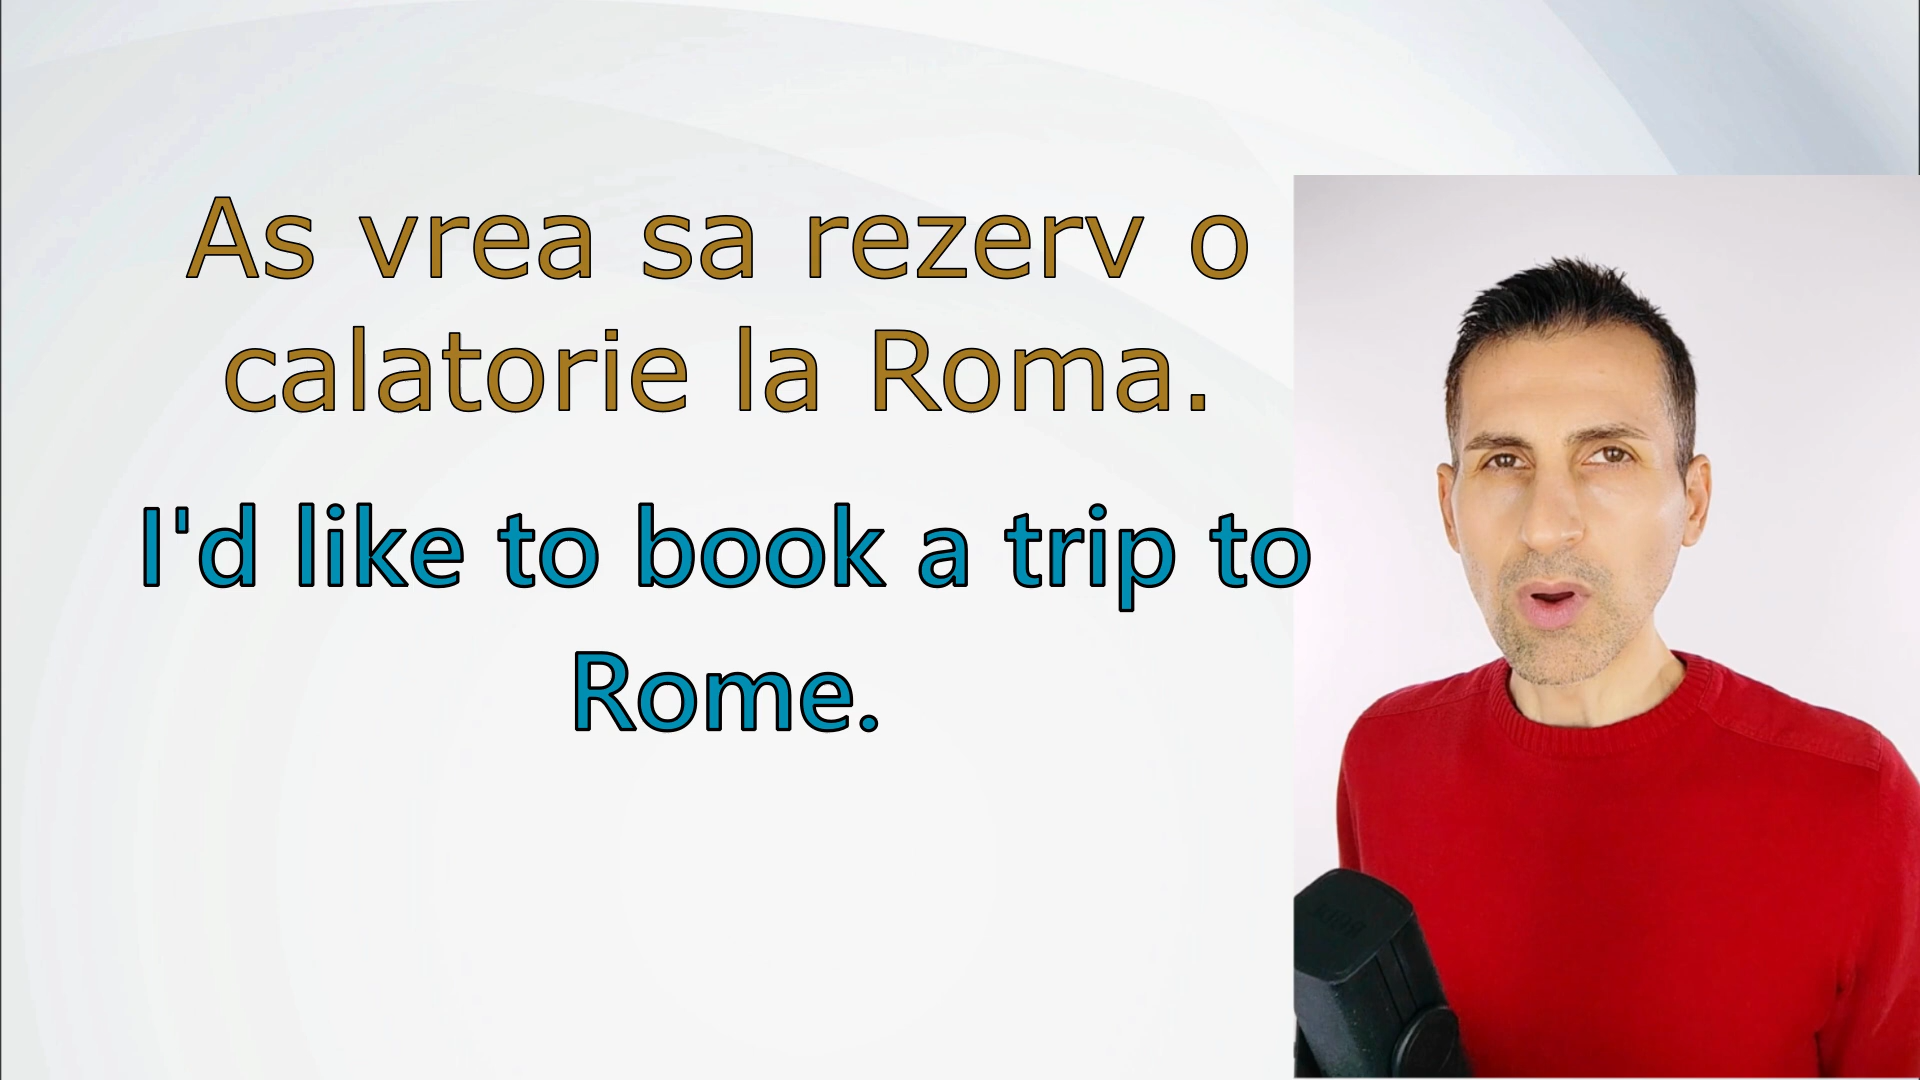 As vrea sa rezerv o
calatorie la Roma.
I'd like to book a trip to
Rome.